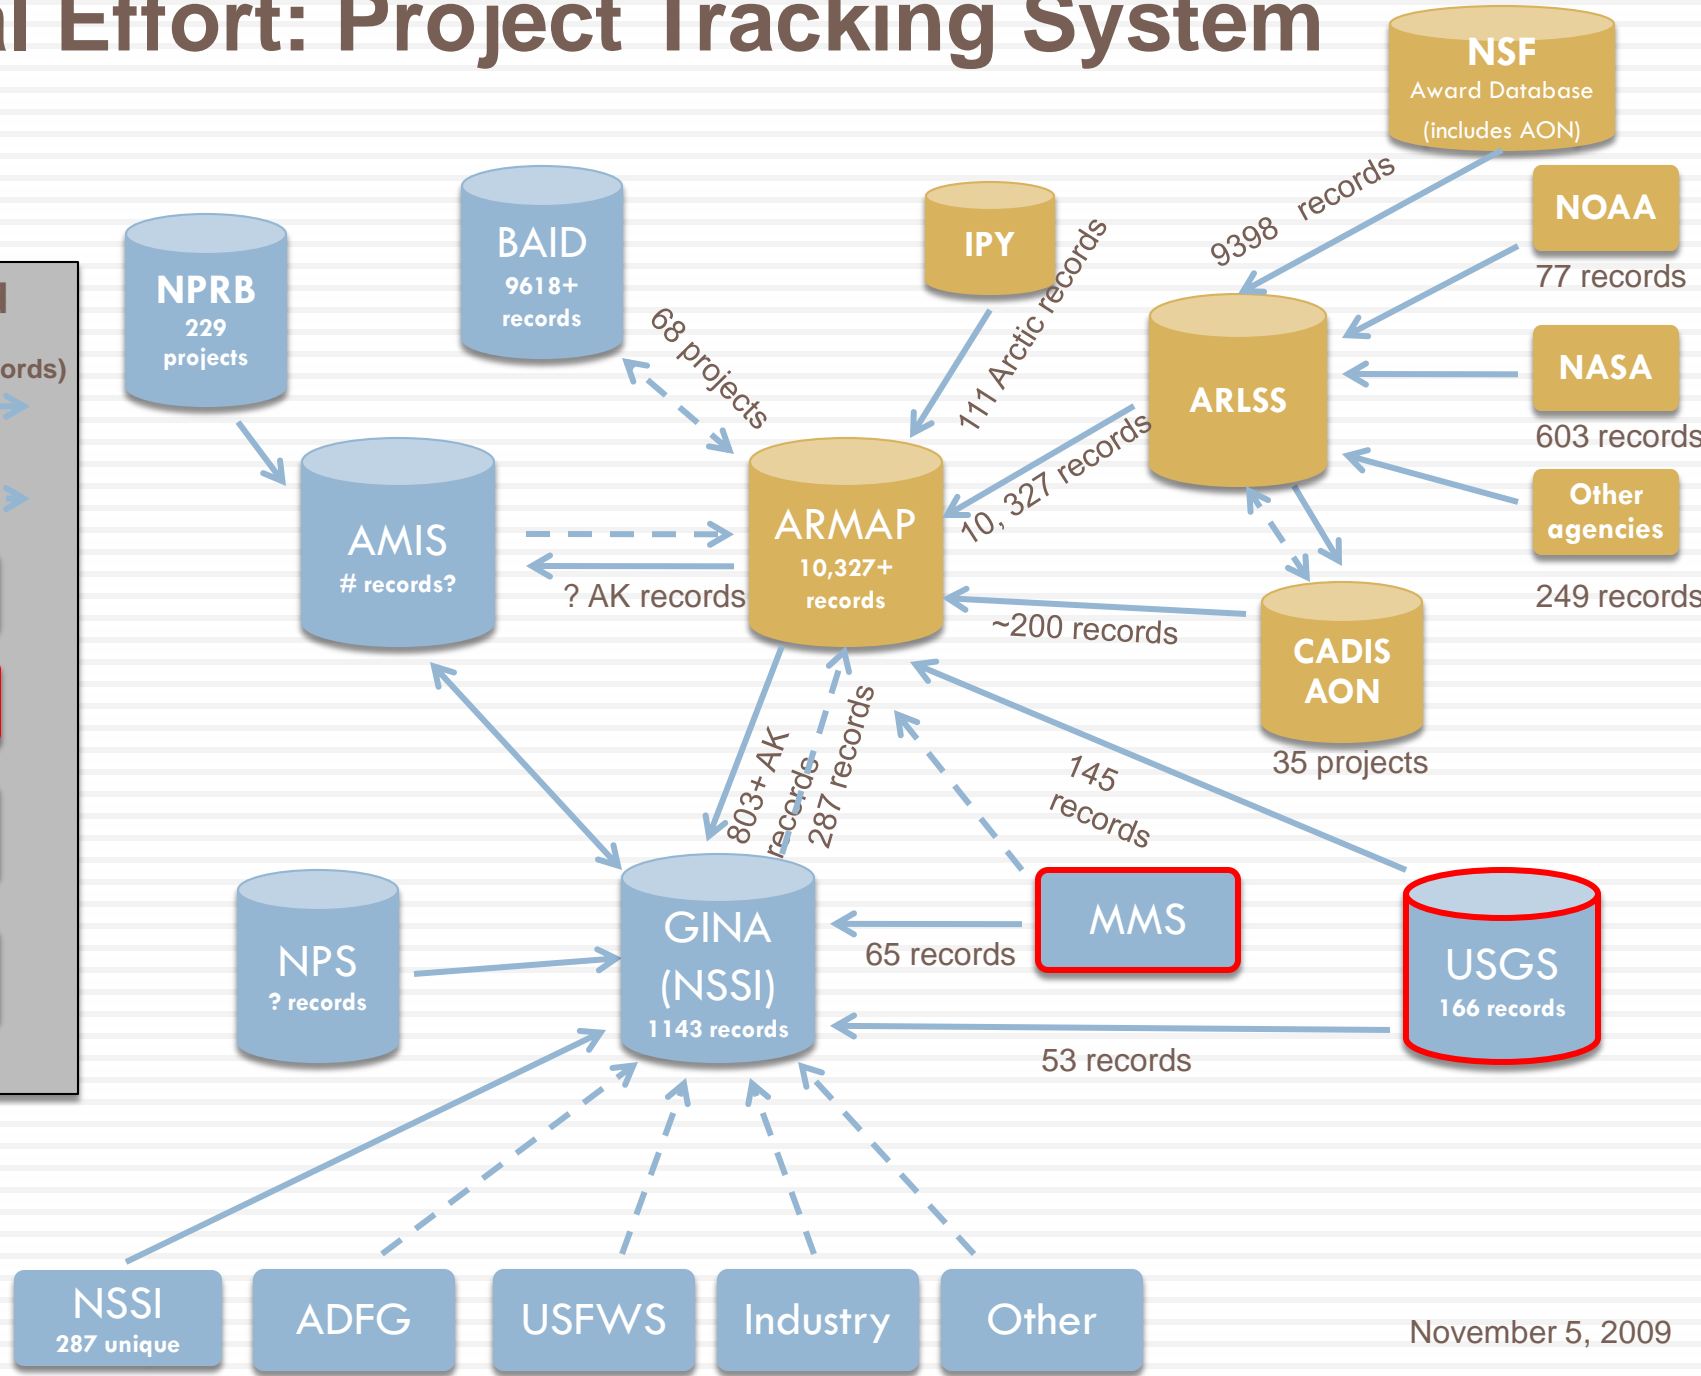 al Effort: Project Tracking System
NSF
Award Database
(includes AON)
9398 records
NOAA
77 records
BAID
9618+
records
IPY
111 Arctic records
NPRB
229
projects
68 projects
NASA
603 records
ords)
ARLSS
10, 327 records
Other
agencies
249 records
AMIS
# records?
ARMAP
10,327+
records
? AK records
~200 records
CADIS
AON
35 projects
803+ AK
records
287 records
145
records
MMS
65 records
USGS
166 records
NPS
? records
GINA
(NSSI)
1143 records
53 records
NSSI
287 unique
ADFG
USFWS
Industry
Other
November 5, 2009